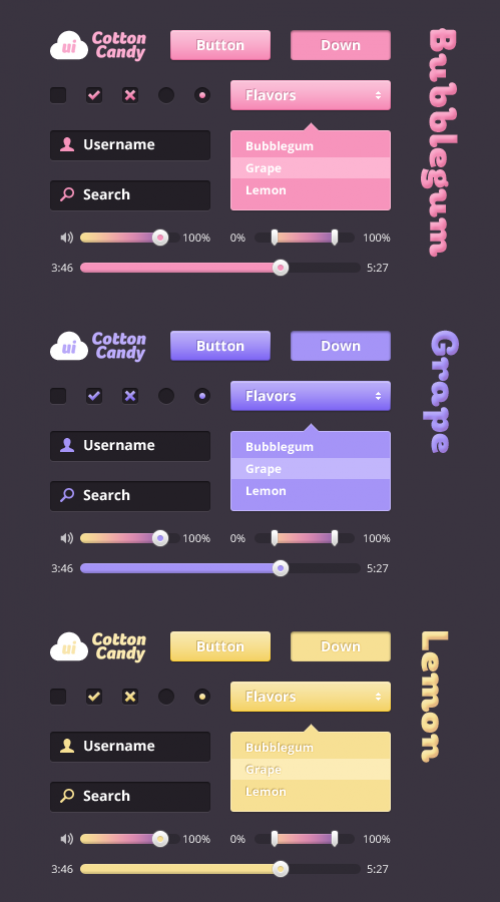 ui Cotton Candy
Button
Down
Flavors
Username
Bubblegum
Grape
Search
Lemon
100%
0%
100%
3:46
5:27
Bubblegum
ui Cotton Candy
Button
Down
Flavors
Username
Bubblegum
Grape
Search
Lemon
100%
0%
100%
3:46
5:27
Grape
ui Cotton Candy
Button
Down
Flavors
Username
Bubblegum
Grape
Search
Lemon
100%
0%
100%
3:46
5:27
Lemon